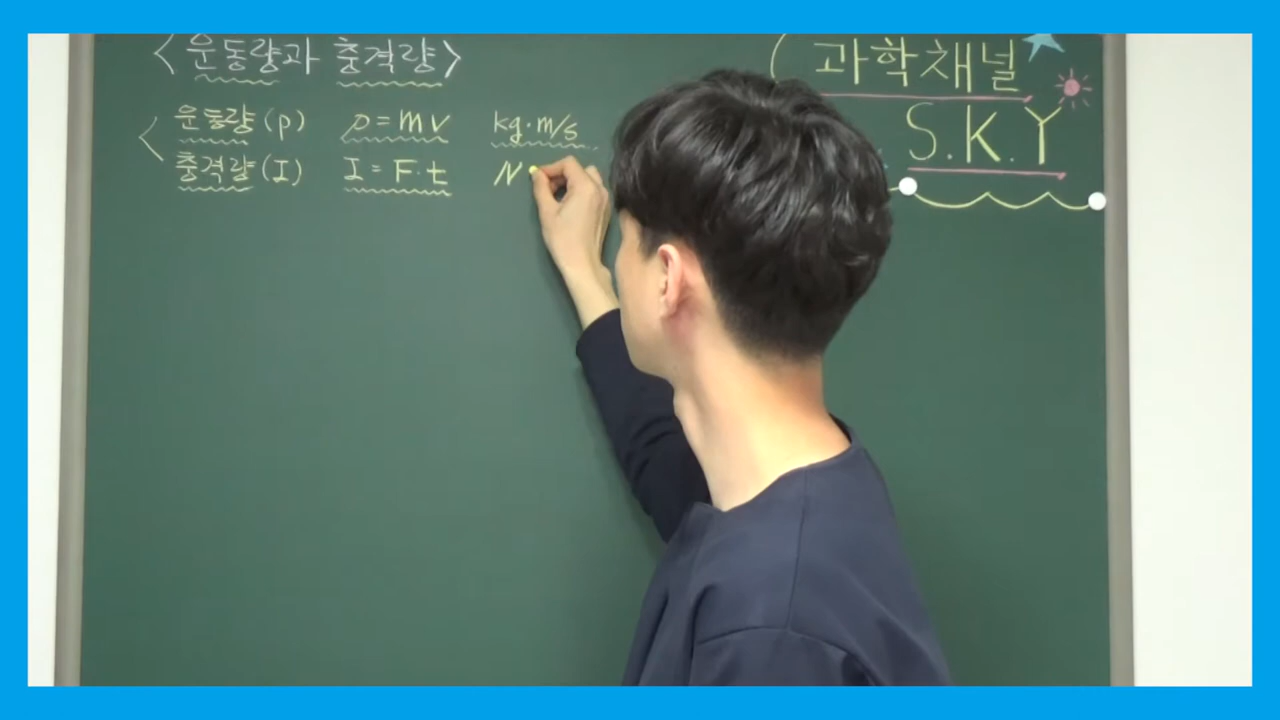 <운동량과 충격량>
운동량(p) p=mv kg·m/s
충격량(I) I=F·t N·
(과학채널
S.K.Y